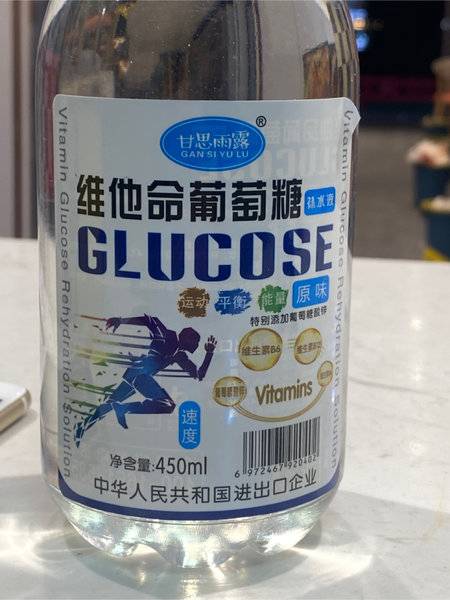 甘思雨露®
GAN SI YU LU
维他命葡萄糖
补水液
GLUCOSE
运动 平衡 能量 原味
特别添加葡萄糖酸锌
维生素B6
Vitamins
速度
净含量:450ml
6 972467 920402
中华人民共和国进出口企业
Vitamin Glucose Rehydration Solution
Vitamin Glucose Rehydration Solution